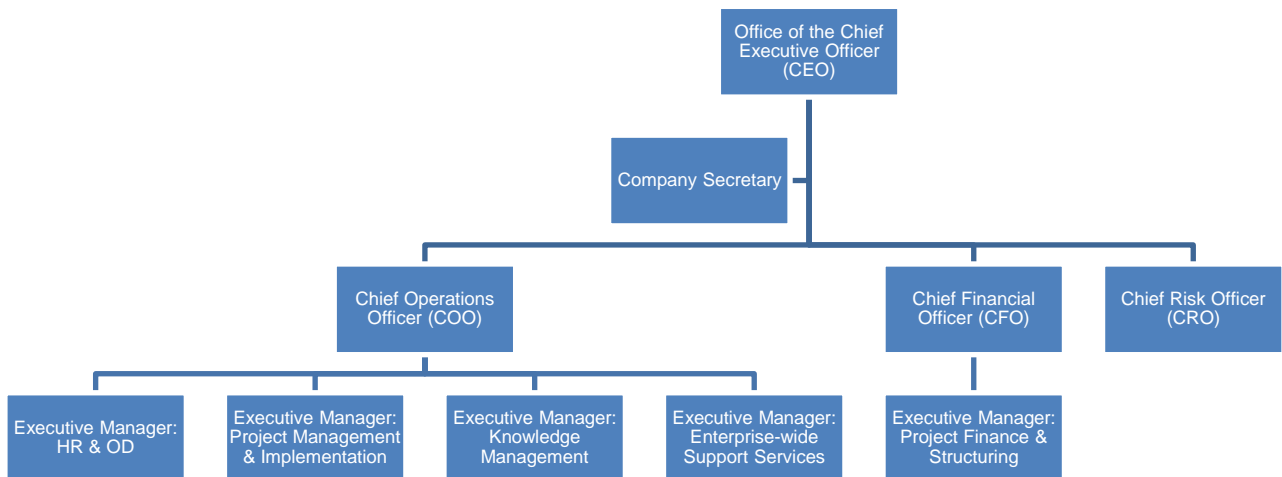 Office of the Chief
Executive Officer
(CEO)
Company Secretary
Chief Operations
Officer (COO)
Chief Financial
Officer (CFO)
Chief Risk Officer
(CRO)
Executive Manager:
HR & OD
Executive Manager:
Project Management
& Implementation
Executive Manager:
Knowledge
Management
Executive Manager:
Enterprise-wide
Support Services
Executive Manager:
Project Finance &
Structuring